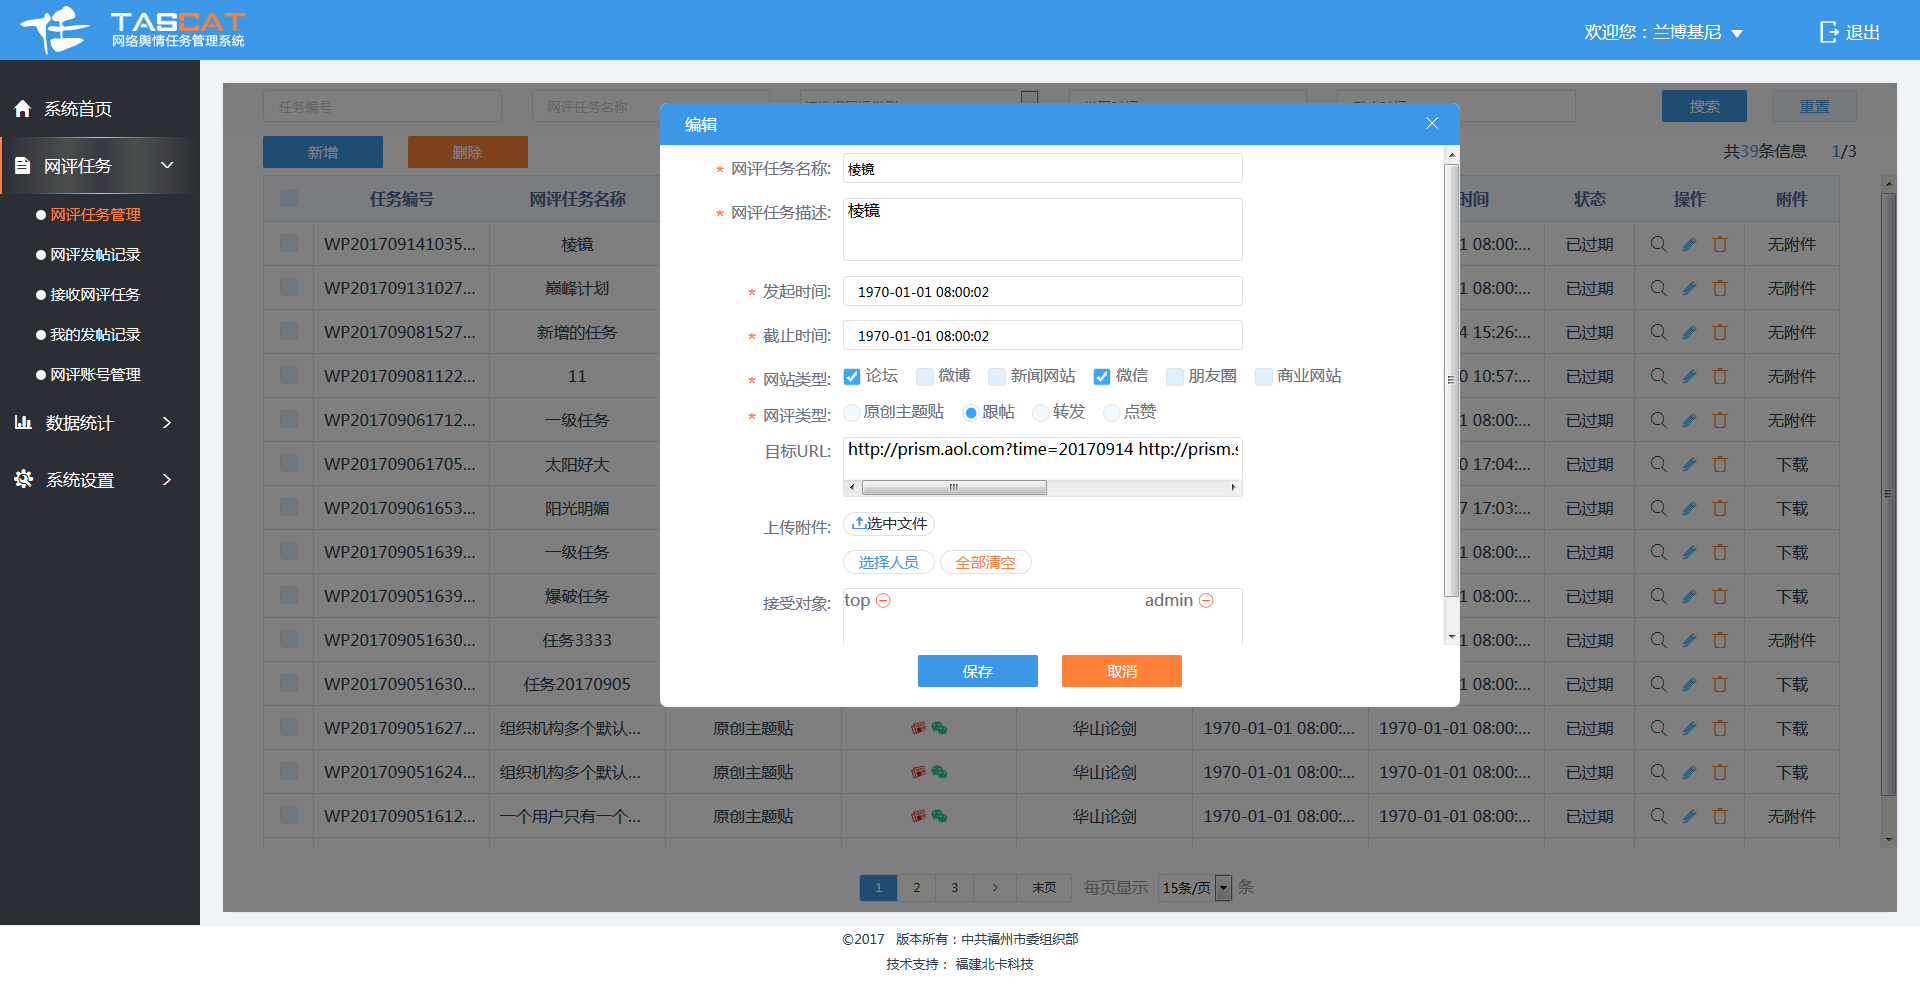 任 TASCAT
网络舆情任务管理系统
欢迎您：兰博基尼
退出
系统首页
网评任务
网评任务管理
网评发帖记录
接收网评任务
我的发帖记录
网评账号管理
数据统计
系统设置
任务编号 网评任务名称
搜索 重置
新增 删除
共39条信息 1/3
任务编号 网评任务名称 时间 状态 操作 附件
WP201709141035... 棱镜 1 08:00:... 已过期 无附件
WP201709131027... 巅峰计划 1 08:00:... 已过期 无附件
WP201709081527... 新增的任务 4 15:26:... 已过期 无附件
WP201709081122... 11 0 10:57:... 已过期 无附件
WP201709061712... 一级任务 1 08:00:... 已过期 无附件
WP201709061705... 太阳好大 0 17:04:... 已过期 下载
WP201709061653... 阳光明媚 7 17:03:... 已过期 下载
WP201709051639... 一级任务 1 08:00:... 已过期 下载
WP201709051639... 爆破任务 1 08:00:... 已过期 下载
WP201709051630... 任务3333 1 08:00:... 已过期 无附件
WP201709051630... 任务20170905 1 08:00:... 已过期 下载
WP201709051627... 组织机构多个默认... 原创主题贴 华山论剑 1970-01-01 08:00:... 1970-01-01 08:00:... 已过期 下载
WP201709051624... 组织机构多个默认... 原创主题贴 华山论剑 1970-01-01 08:00:... 1970-01-01 08:00:... 已过期 下载
WP201709051612... 一个用户只有一个... 原创主题贴 华山论剑 1970-01-01 08:00:... 1970-01-01 08:00:... 已过期 无附件
编辑
* 网评任务名称: 棱镜
* 网评任务描述: 棱镜
* 发起时间: 1970-01-01 08:00:02
* 截止时间: 1970-01-01 08:00:02
* 网站类型: 论坛 微博 新闻网站 微信 朋友圈 商业网站
* 网评类型: 原创主题贴 跟帖 转发 点赞
目标URL: http://prism.aol.com?time=20170914 http://prism.s
上传附件: 选中文件
选择人员 全部清空
接受对象: top admin
保存 取消
1 2 3 > 末页 每页显示 15条/页 条
©2017 版本所有：中共福州市委组织部
技术支持： 福建北卡科技